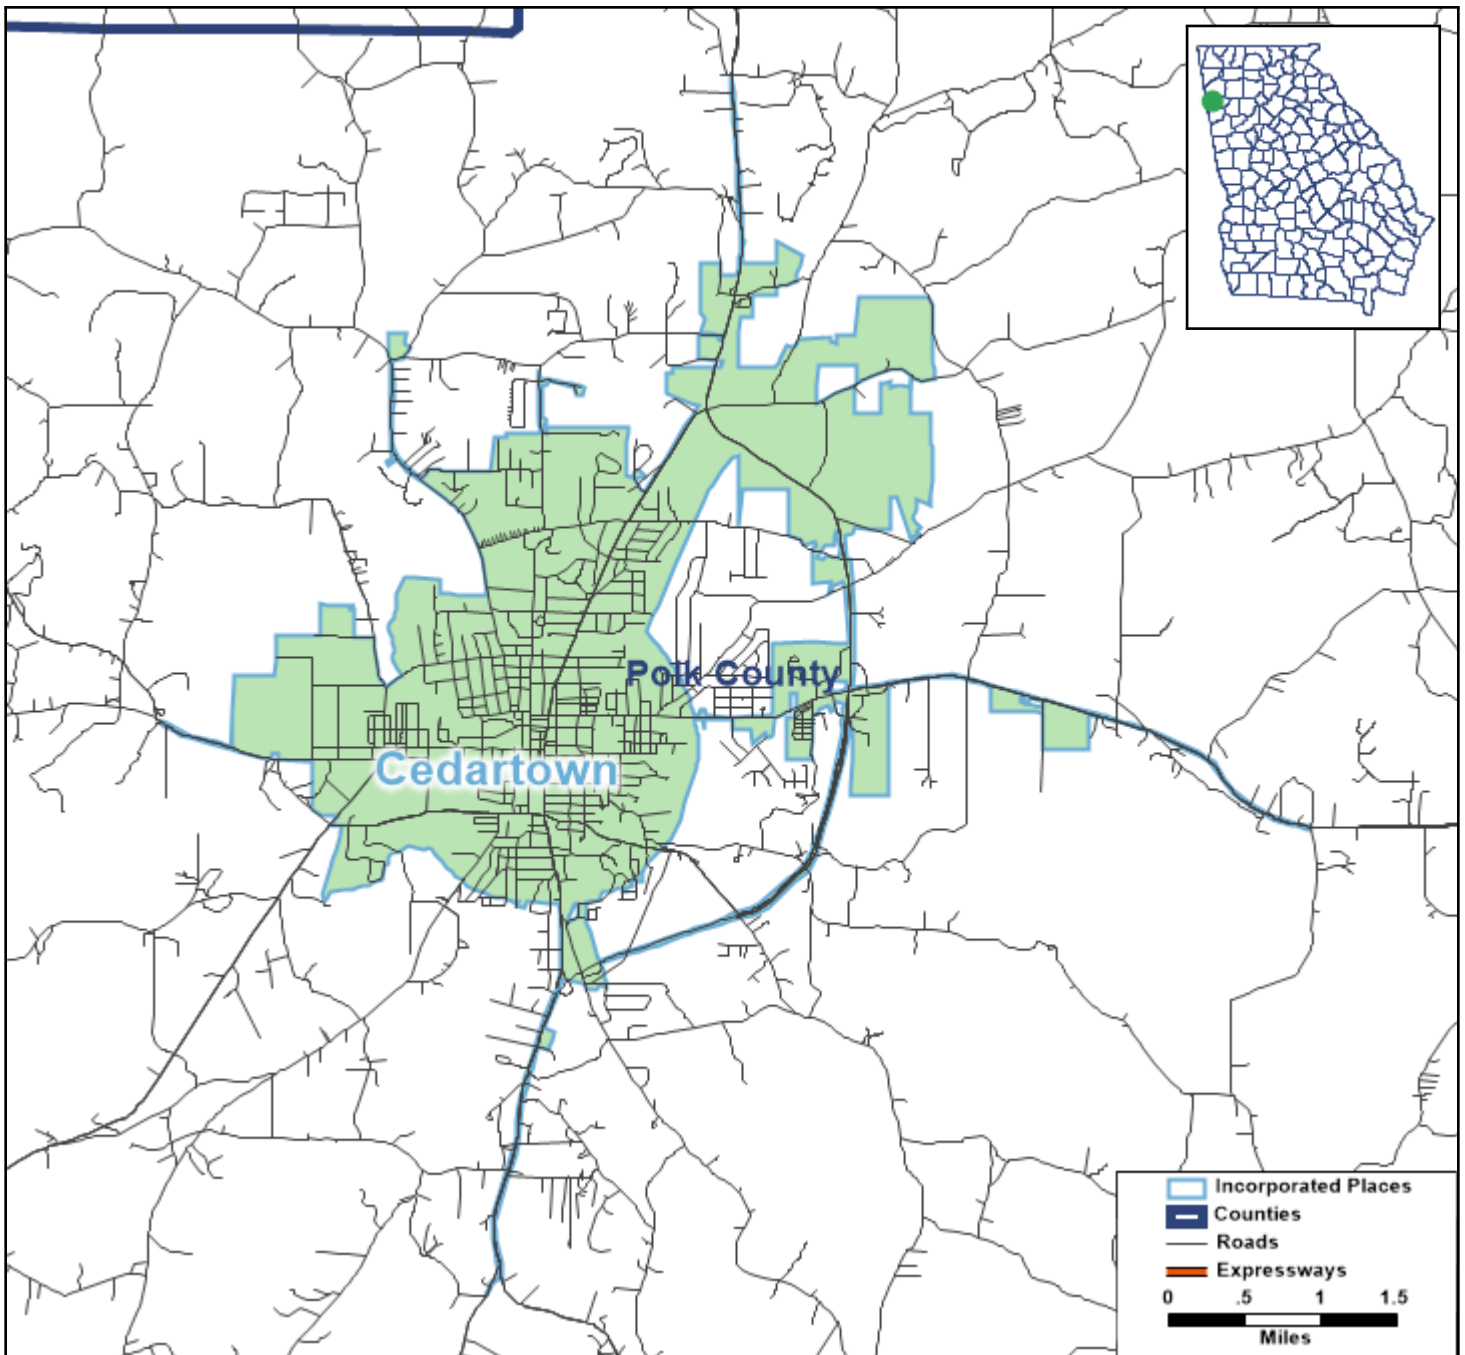 Polk County
Cedartown
Incorporated Places
Counties
Roads
Expressways
0 .5 1 1.5
Miles